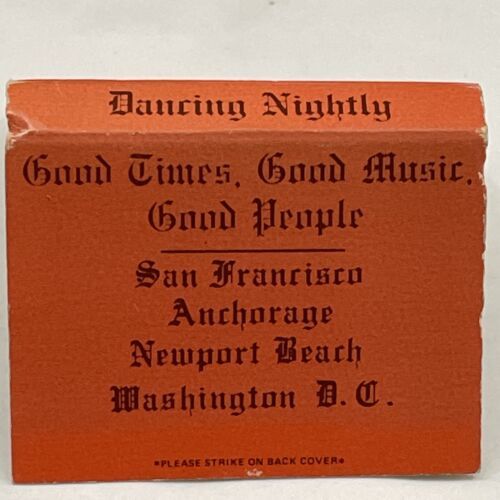 Dancing Nightly
Good Times, Good Music,
Good People
San Francisco
Anchorage
Newport Beach
Washington D.C.
*PLEASE STRIKE ON BACK COVER*